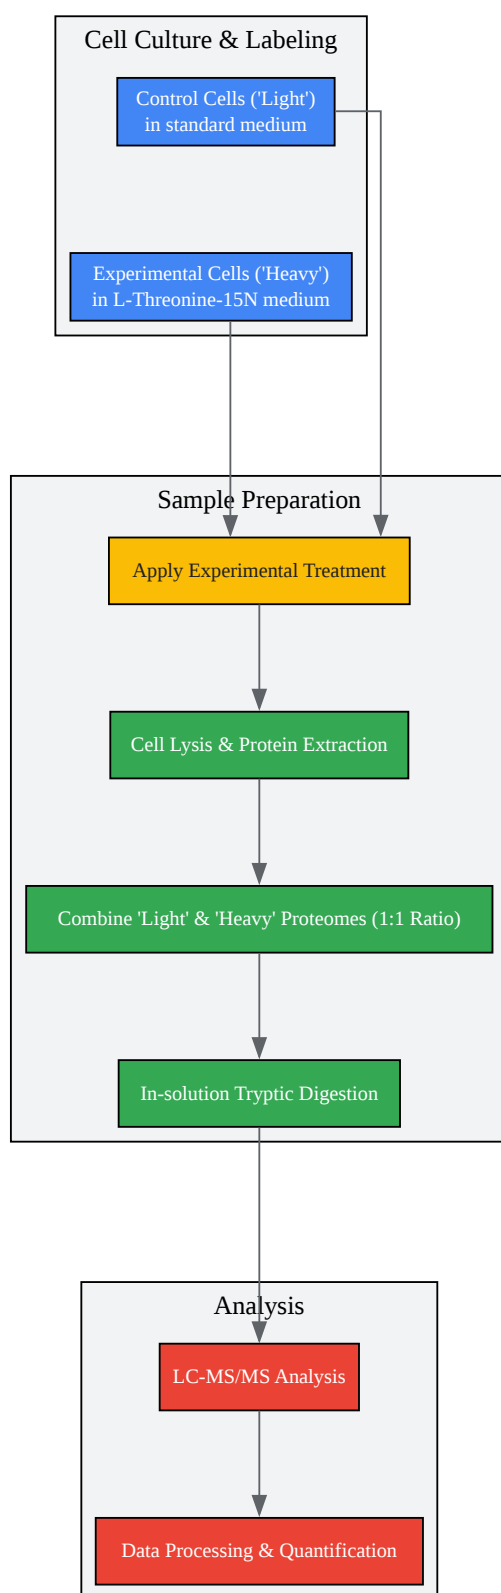 Cell Culture & Labeling
Control Cells ('Light')
in standard medium
Experimental Cells ('Heavy')
in L-Threonine-15N medium
Sample Preparation
Apply Experimental Treatment
Cell Lysis & Protein Extraction
Combine 'Light' & 'Heavy' Proteomes (1:1 Ratio)
In-solution Tryptic Digestion
Analysis
LC-MS/MS Analysis
Data Processing & Quantification